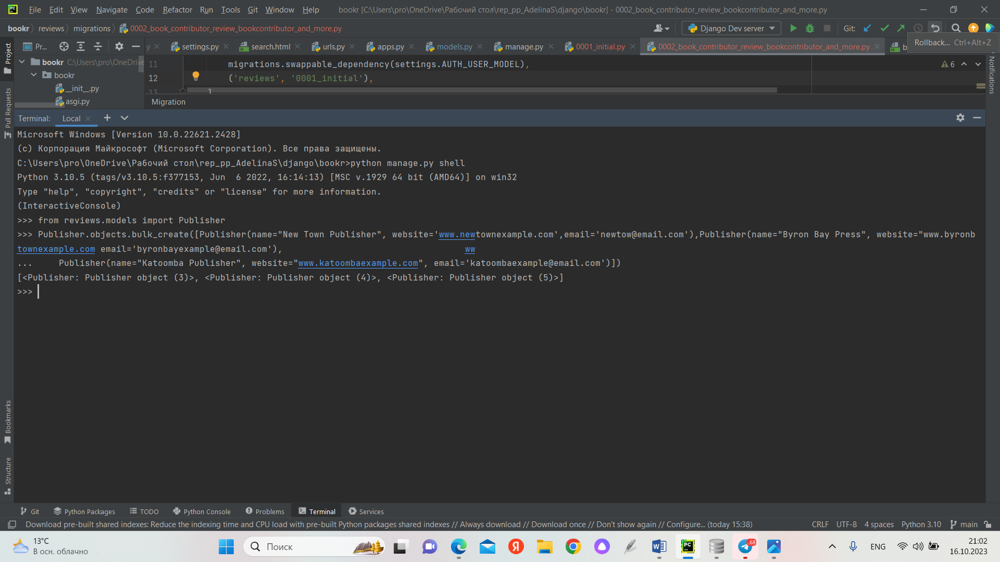 File Edit View Navigate Code Refactor Run Tools Git Window Help bookr [C:\Users\pro\OneDrive\Рабочий стол\rep_pp_AdelinaS\django\bookr] - 0002_book_contributor_review_bookcontributor_and_more.py
bookr reviews migrations 0002_book_contributor_review_bookcontributor_and_more.py Django Dev server Git:
Rollback... Ctrl+Alt+Z
Project Pr... y settings.py search.html urls.py apps.py models.py manage.py 0001_initial.py 0002_book_contributor_review_bookcontributor_and_more.py b
bookr C:\Users\pro\OneDrive
bookr
__init__.py
asgi.py
11 migrations.swappable_dependency(settings.AUTH_USER_MODEL),
12 ('reviews', '0001_initial'),
13 ]
6
Migration
Notifications
Pull Requests
Terminal: Local
Microsoft Windows [Version 10.0.22621.2428]
(c) Корпорация Майкрософт (Microsoft Corporation). Все права защищены.
C:\Users\pro\OneDrive\Рабочий стол\rep_pp_AdelinaS\django\bookr>python manage.py shell
Python 3.10.5 (tags/v3.10.5:f377153, Jun  6 2022, 16:14:13) [MSC v.1929 64 bit (AMD64)] on win32
Type "help", "copyright", "credits" or "license" for more information.
(InteractiveConsole)
>>> from reviews.models import Publisher
>>> Publisher.objects.bulk_create([Publisher(name="New Town Publisher", website='www.newtownexample.com',email='newtow@email.com'),Publisher(name="Byron Bay Press", website="www.byronb
townexample.com email='byronbayexample@email.com'), ww
...     Publisher(name="Katoomba Publisher", website="www.katoombaexample.com", email='katoombaexample@email.com')])
[<Publisher: Publisher object (3)>, <Publisher: Publisher object (4)>, <Publisher: Publisher object (5)>]
>>>
Bookmarks
Structure
Git Python Packages TODO Python Console Problems Terminal Services
Download pre-built shared indexes: Reduce the indexing time and CPU load with pre-built Python packages shared indexes // Always download // Download once // Don't show again // Configure... (today 15:38) CRLF UTF-8 4 spaces Python 3.10 main
13°C
В осн. облачно
Поиск
PC
68
ENG
21:02
16.10.2023